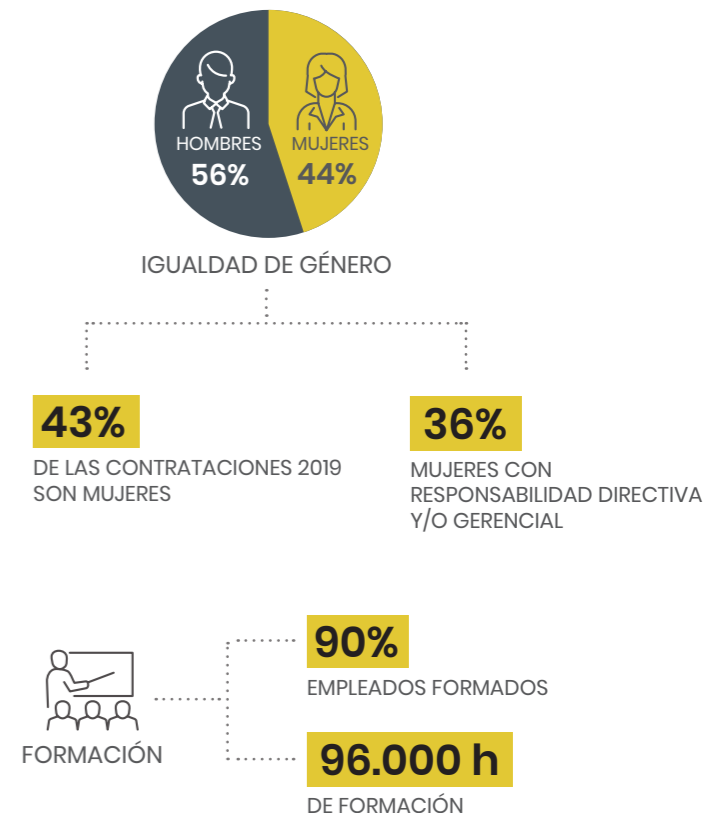 HOMBRES
56%
MUJERES
44%
IGUALDAD DE GÉNERO
43%
DE LAS CONTRATACIONES 2019
SON MUJERES
36%
MUJERES CON
RESPONSABILIDAD DIRECTIVA
Y/O GERENCIAL
FORMACIÓN
90%
EMPLEADOS FORMADOS
96.000 h
DE FORMACIÓN